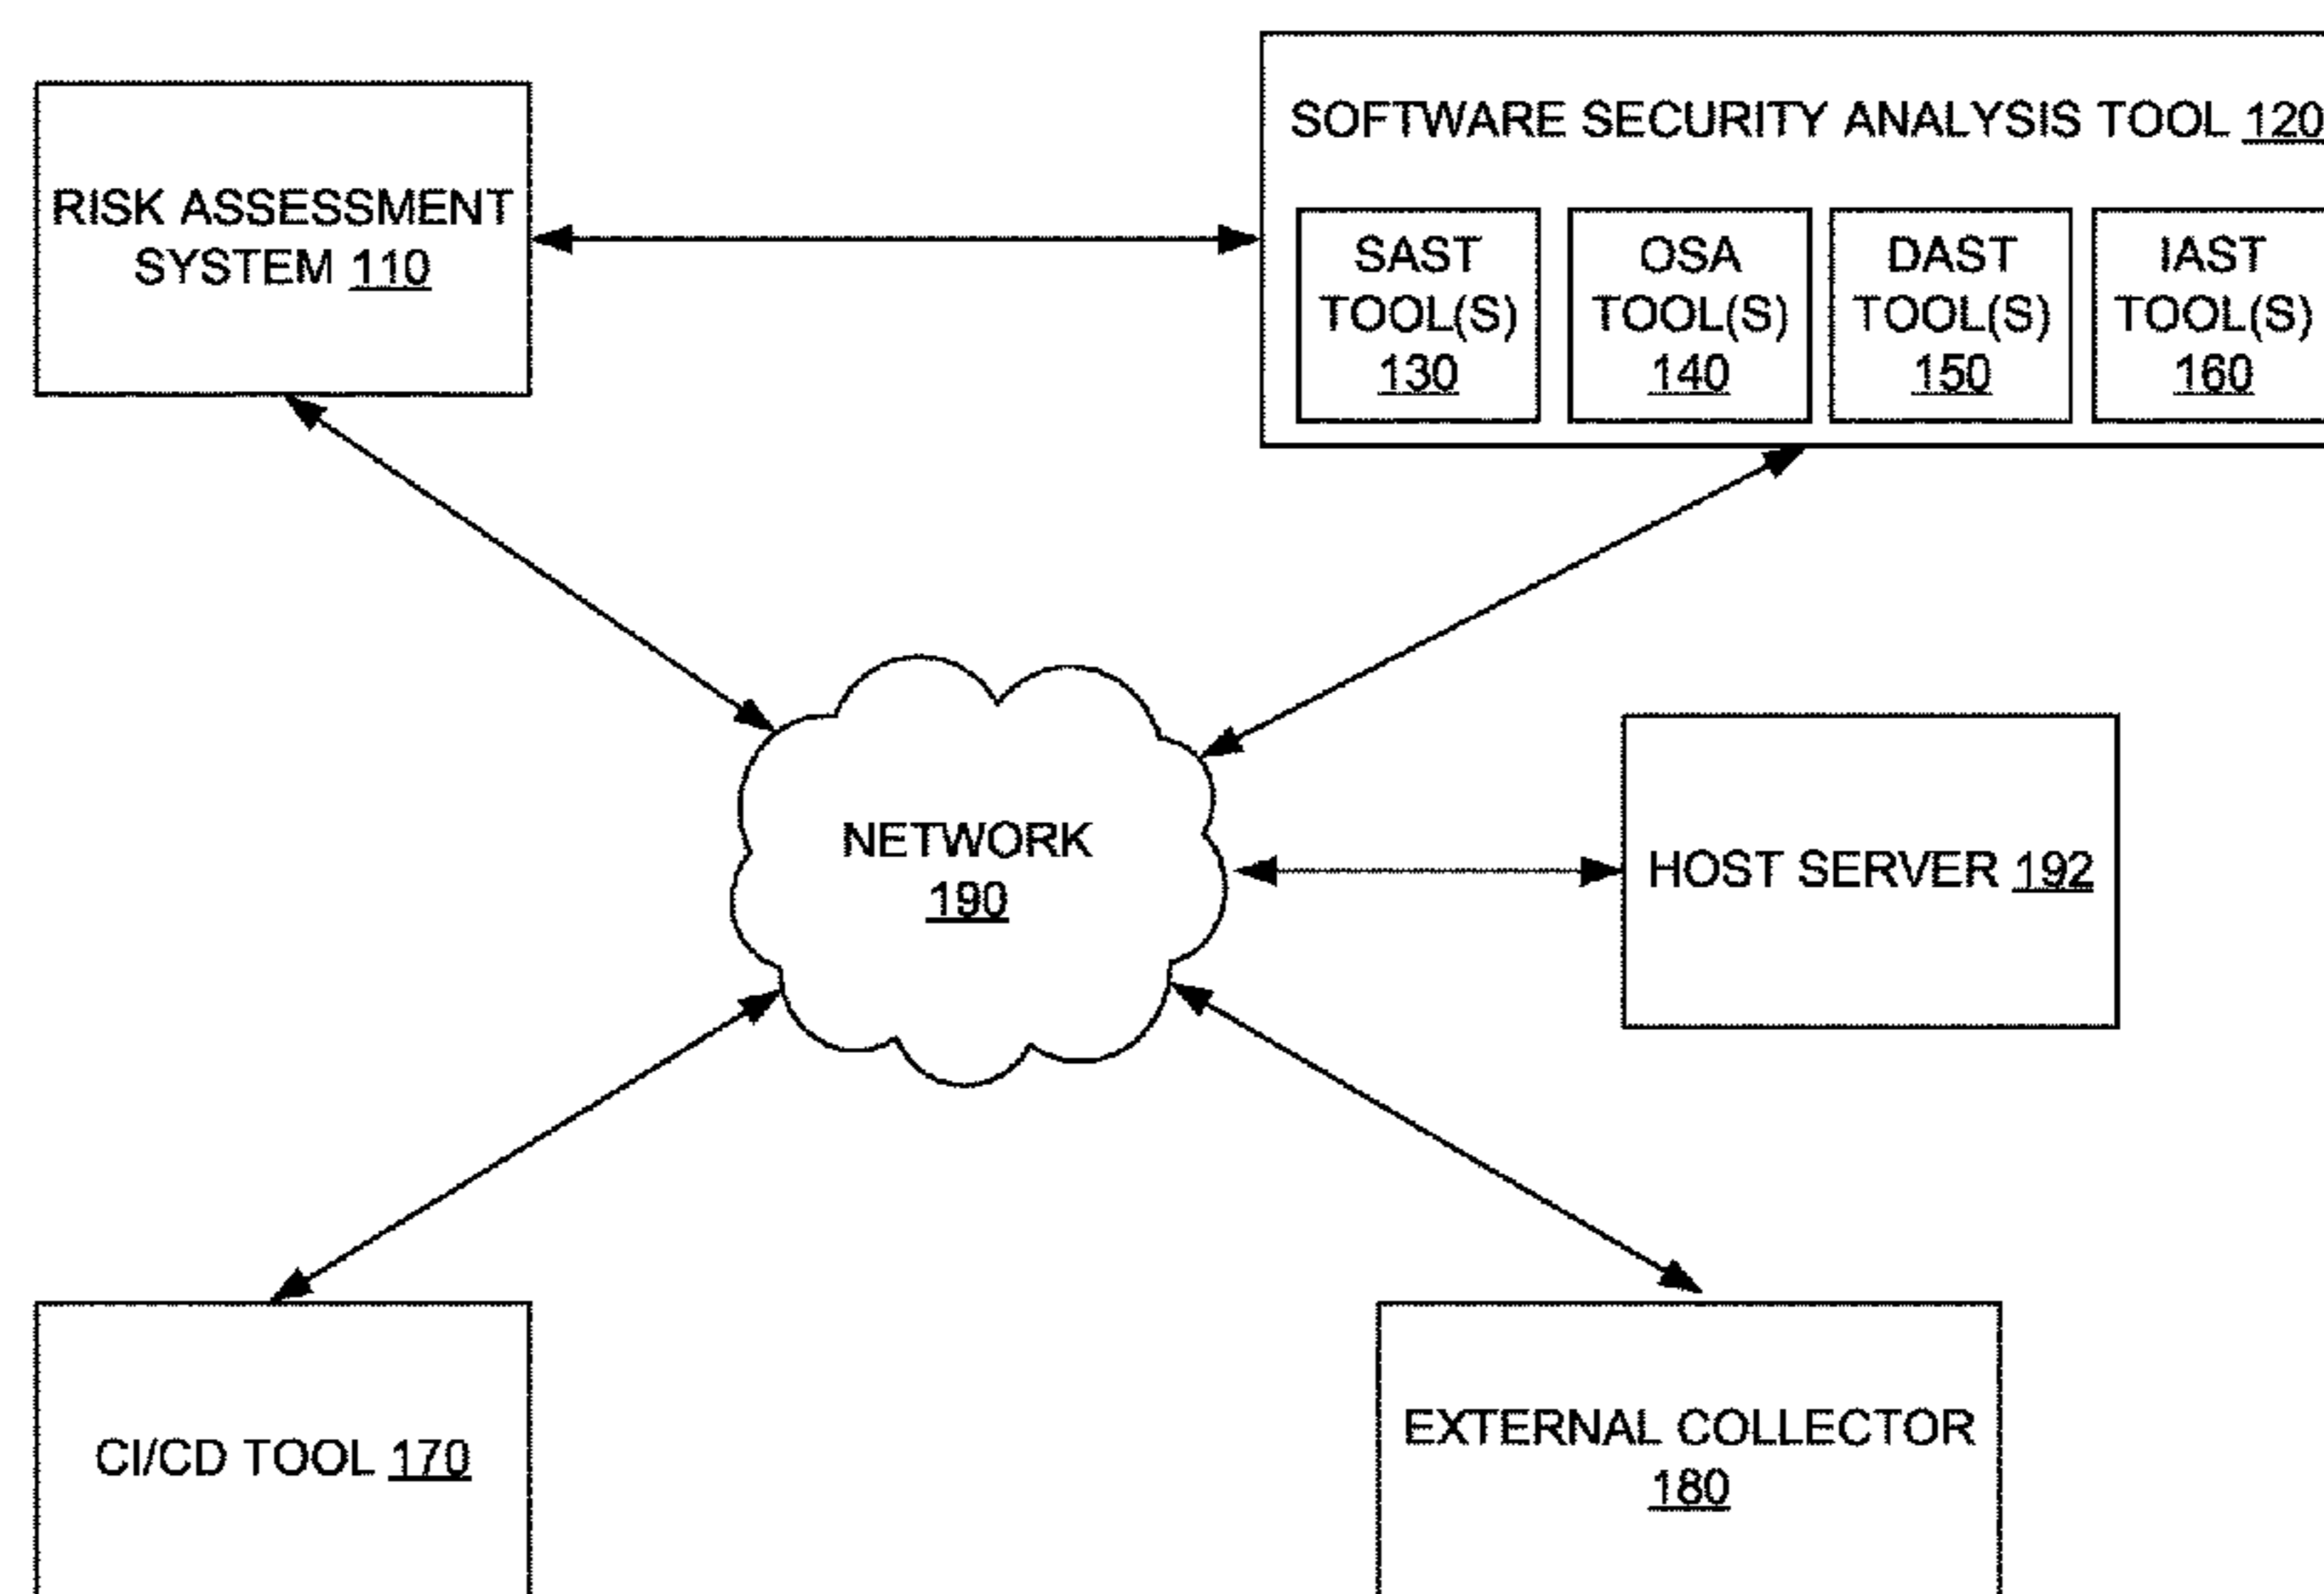 SOFTWARE SECURITY ANALYSIS TOOL 120
RISK ASSESSMENT
SYSTEM 110
SAST
TOOL(S)
130
OSA
TOOL(S)
140
DAST
TOOL(S)
150
IAST
TOOL(S)
160
NETWORK
190
HOST SERVER 192
CI/CD TOOL 170
EXTERNAL COLLECTOR
180